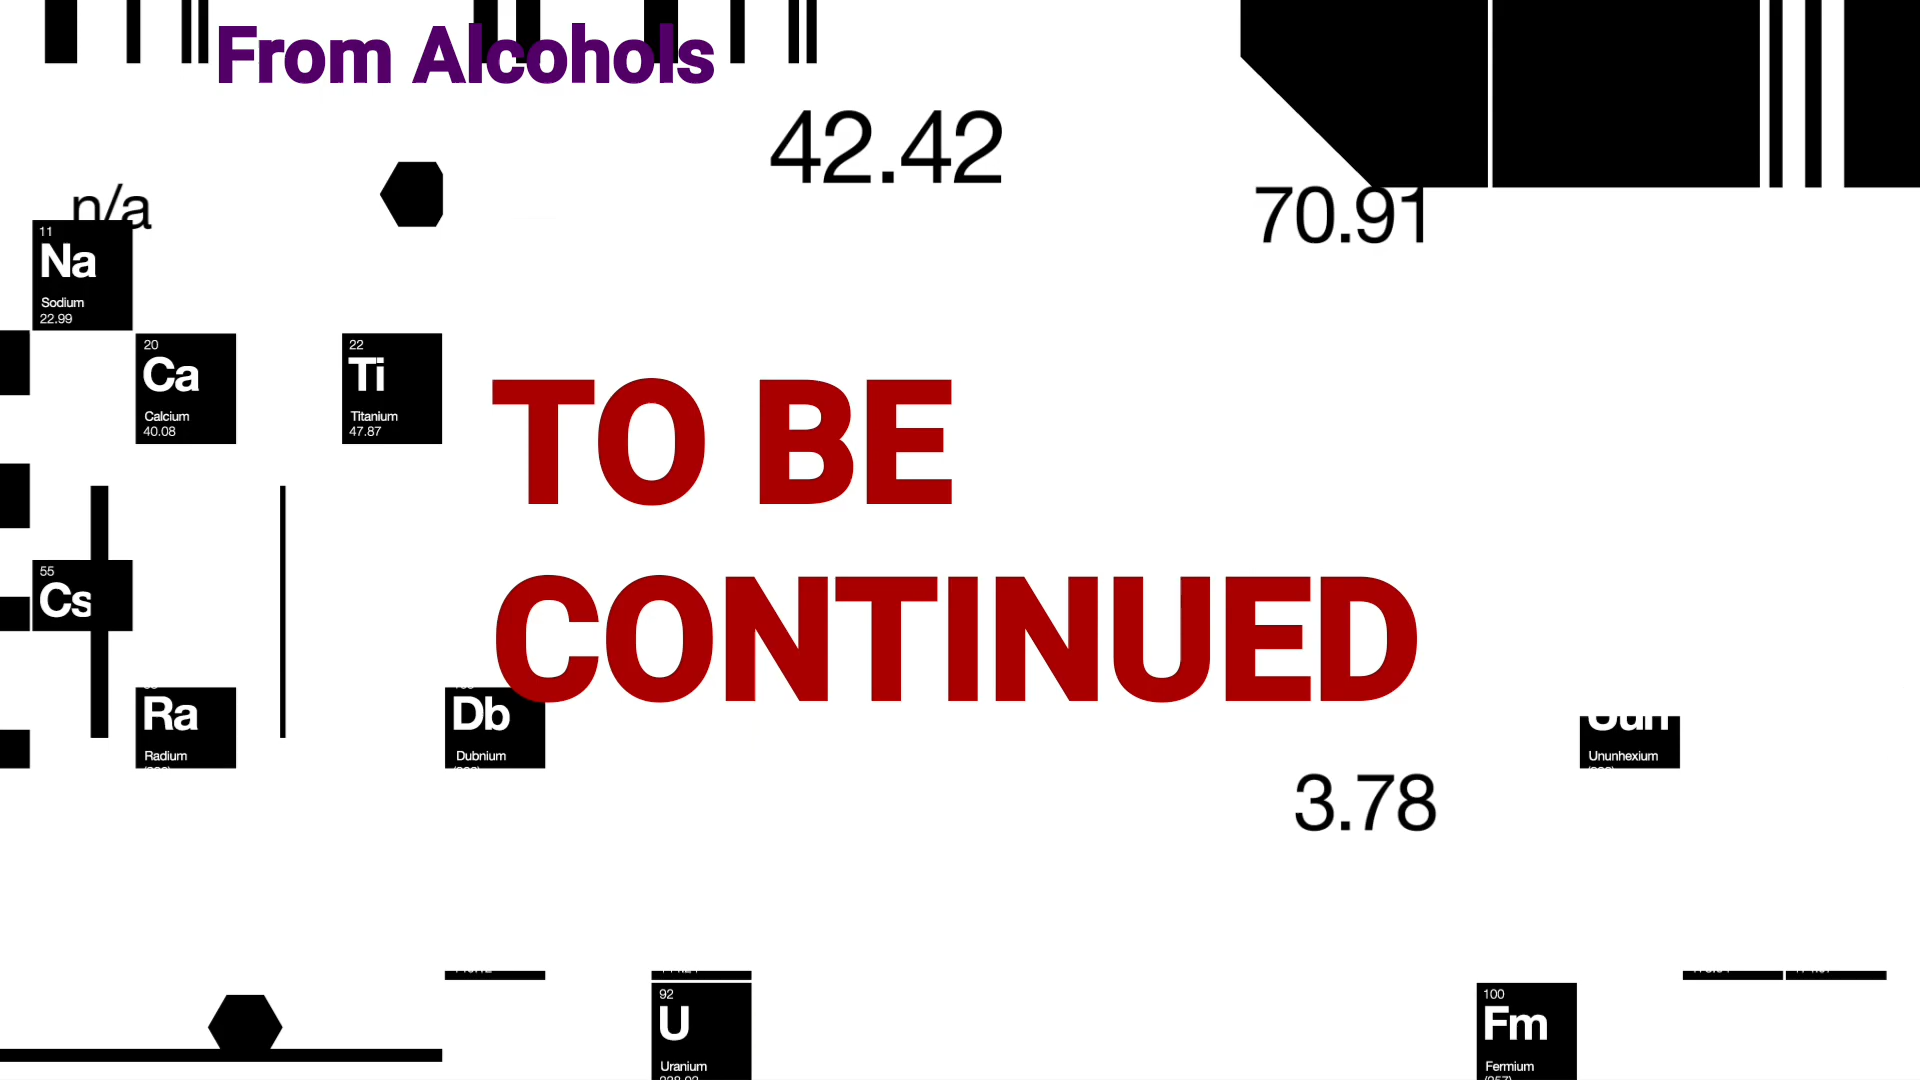 From Alcohols
42.42
n/a
70.91
11
Na
Sodium
22.99
20
Ca
Calcium
40.08
22
Ti
Titanium
47.87
TO BE
CONTINUED
55
Cs
Ra
Radium
Db
Dubnium
Ununhexium
3.78
92
U
Uranium
100
Fm
Fermium